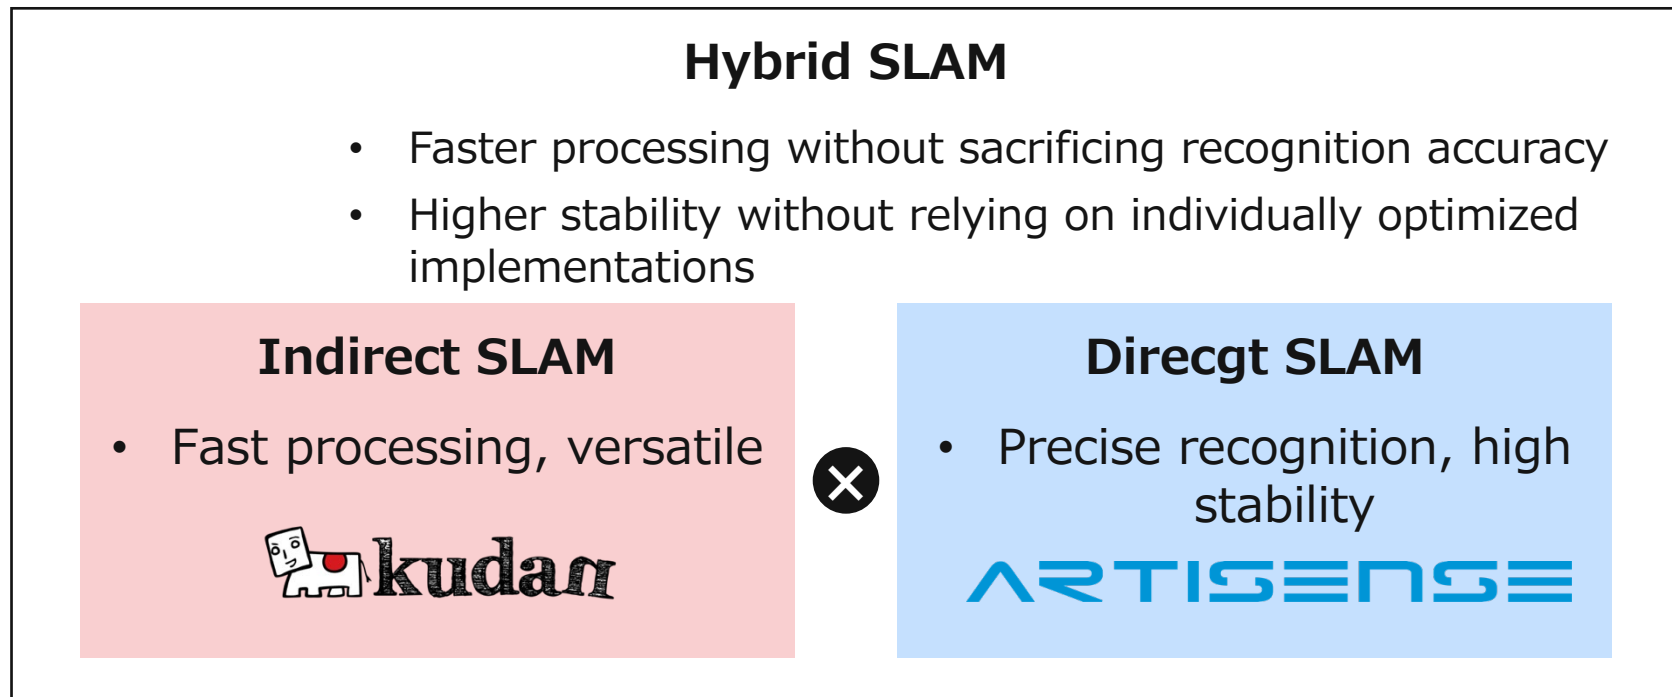 Hybrid SLAM
• Faster processing without sacrificing recognition accuracy
• Higher stability without relying on individually optimized
implementations
Indirect SLAM
• Fast processing, versatile
kudan
Direcgt SLAM
• Precise recognition, high
stability
ARTISENSE